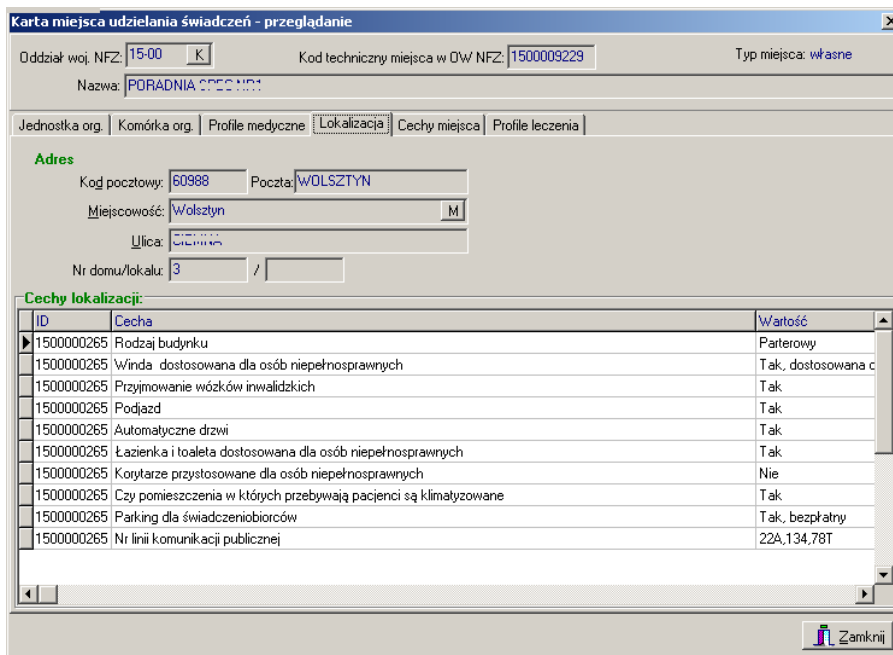 Karta miejsca udzielania świadczeń - przeglądanie
Oddział woj. NFZ: 15-00 K Kod techniczny miejsca w OW NFZ: 1500009229 Typ miejsca: własne
Nazwa: PORADNIA
Jednostka org. Komórka org. Profile medyczne Lokalizacja Cechy miejsca Profile leczenia
Adres
Kod pocztowy: 60988 Poczta: WOLSZTYN
Miejscowość: Wolsztyn M
Ulica:
Nr domu/lokalu: 3 /
Cechy lokalizacji:
ID Cecha Wartość
1500000265 Rodzaj budynku Parterowy
1500000265 Winda dostosowana dla osób niepełnosprawnych Tak, dostosowana
1500000265 Przyjmowanie wózków inwalidzkich Tak
1500000265 Podjazd Tak
1500000265 Automatyczne drzwi Tak
1500000265 Łazienka i toaleta dostosowana dla osób niepełnosprawnych Tak
1500000265 Korytarze przystosowane dla osób niepełnosprawnych Nie
1500000265 Czy pomieszczenia w których przebywają pacjenci są klimatyzowane Tak
1500000265 Parking dla świadczeniobiorców Tak, bezpłatny
1500000265 Nr linii komunikacji publicznej 22A,134,78T
Zamknij